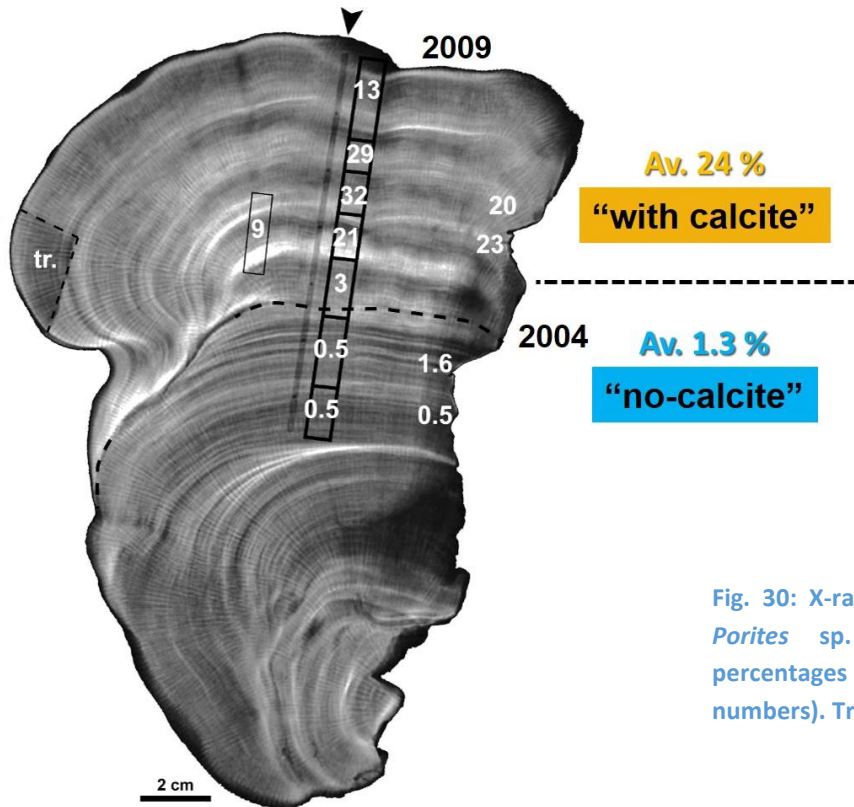 2009
13
29
32
20
9
21
23
tr.
3
2004
0.5
1.6
0.5
0.5
2 cm
Av. 24 %
“with calcite”
Av. 1.3 %
“no-calcite”
Fig. 30: X-ra
Porites sp.
percentages
numbers). Tr